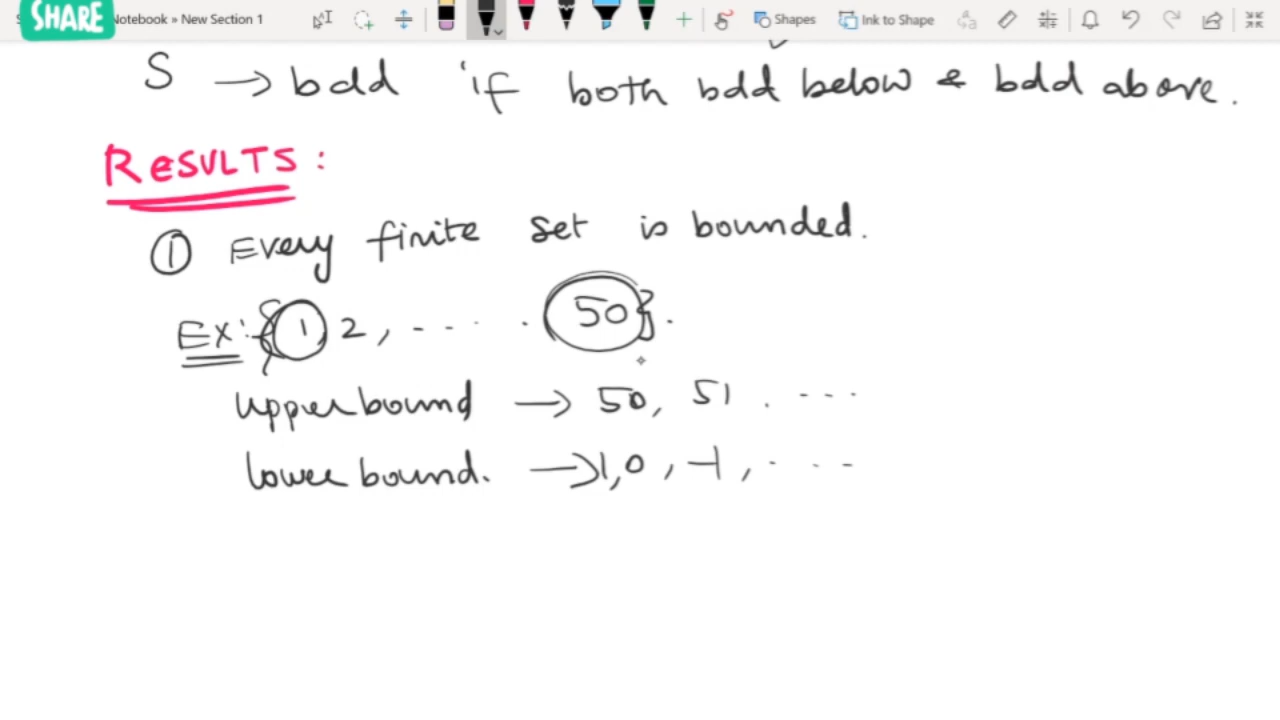 SHARE
Notebook » New Section 1
Shapes
Ink to Shape
S → bdd if both bdd below & bdd above.
RESULTS:
① Every finite set is bounded.
EX: {1 2, ---- . 50}.
upper bound → 50, 51 . ---
lower bound. → 1, 0, -1, ---